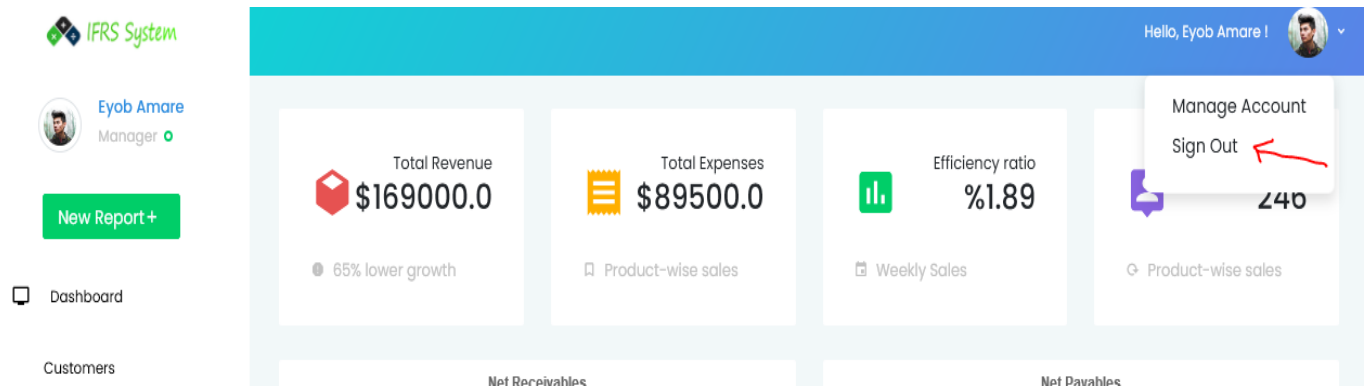 IFRS System
Hello, Eyob Amare !
Eyob Amare
Manager
New Report+
Dashboard
Customers
Manage Account
Sign Out
Total Revenue
$169000.0
65% lower growth
Total Expenses
$89500.0
Product-wise sales
Efficiency ratio
%1.89
Weekly Sales
246
Product-wise sales
Net Receivables
Net Payables